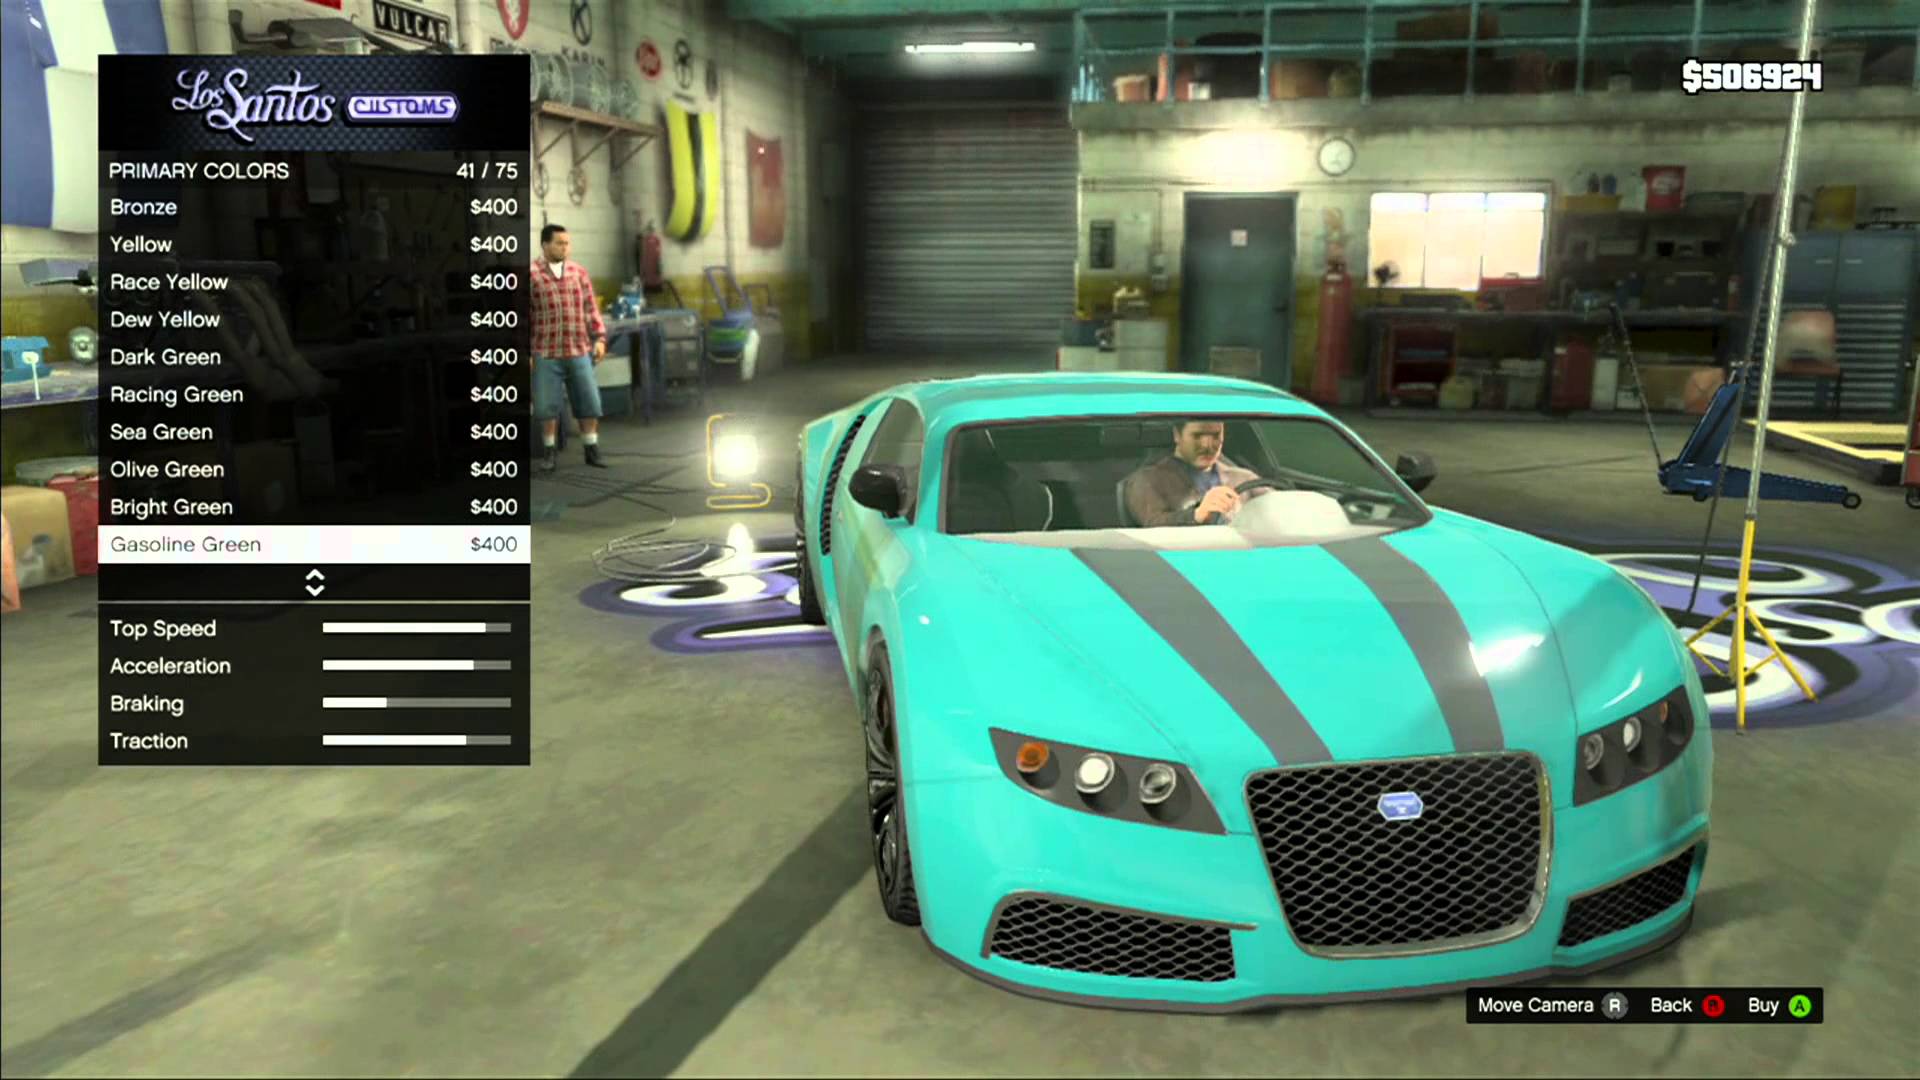 VULCAR
KARIN
$506924
Los Santos CUSTOMS
PRIMARY COLORS 41 / 75
Bronze $400
Yellow $400
Race Yellow $400
Dew Yellow $400
Dark Green $400
Racing Green $400
Sea Green $400
Olive Green $400
Bright Green $400
Gasoline Green $400
Top Speed
Acceleration
Braking
Traction
Move Camera R Back B Buy A